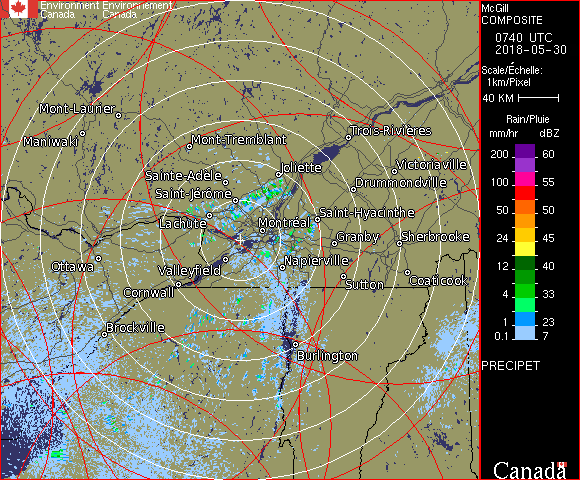 Environment Environnement
Canada Canada
McGill
COMPOSITE
0740 UTC
2018-05-30
Scale/Échelle:
1km/Pixel
40 KM
Rain/Pluie
mm/hr dBZ
200 60
100 55
50 50
24 45
12 40
4 33
1 23
0.1 7
PRECIPET
Canada
Mont-Laurier
Maniwaki
Mont-Tremblant
Trois-Rivières
Joliette
Victoriaville
Sainte-Adèle
Drummondville
Saint-Jérôme
Lachute
Montréal
Saint-Hyacinthe
Granby
Sherbrooke
Ottawa
Valleyfield
Napierville
Cornwall
Sutton
Coaticook
Brockville
Burlington